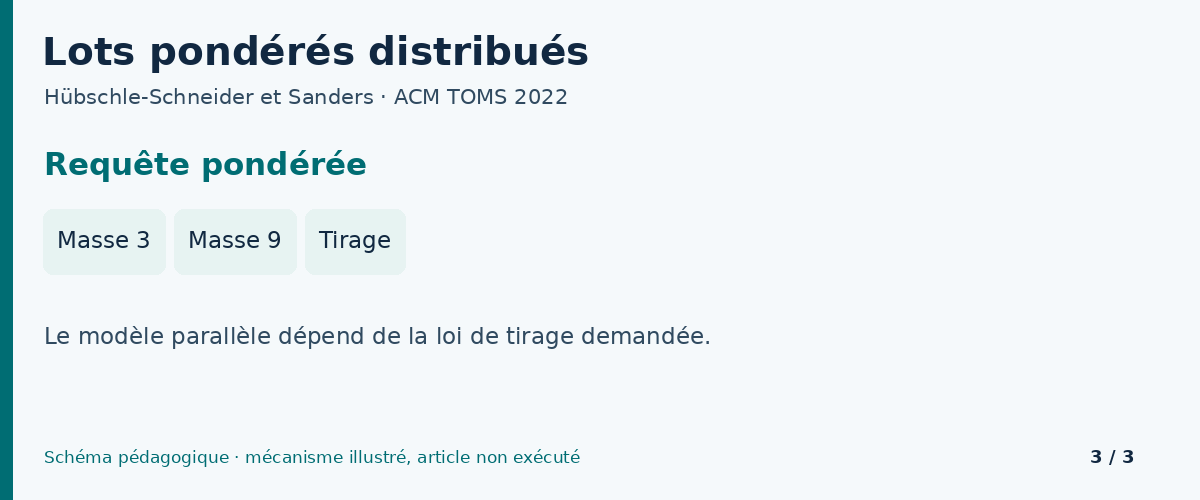 Lots pondérés distribués
Hübschle-Schneider et Sanders · ACM TOMS 2022
Requête pondérée
Masse 3 Masse 9 Tirage
Le modèle parallèle dépend de la loi de tirage demandée.
Schéma pédagogique · mécanisme illustré, article non exécuté 3 / 3